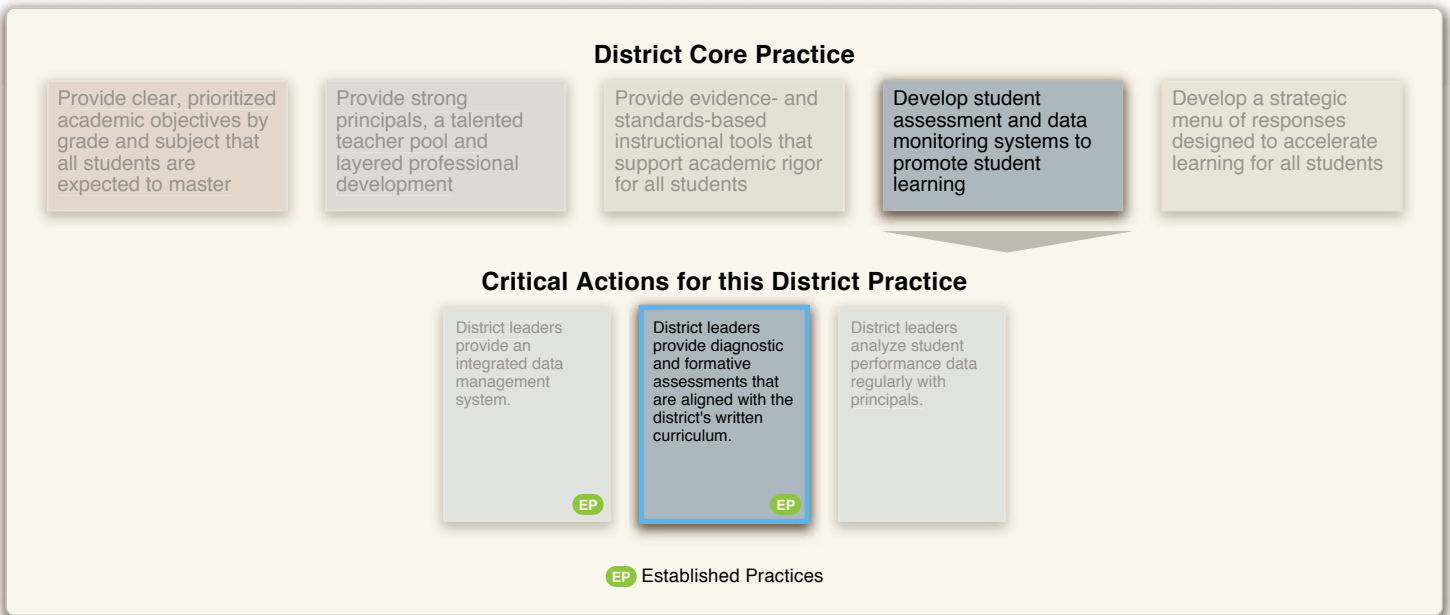 District Core Practice
Provide clear, prioritized
academic objectives by
grade and subject that
all students are
expected to master
Provide strong
principals, a talented
teacher pool and
layered professional
development
Provide evidence- and
standards-based
instructional tools that
support academic rigor
for all students
Develop student
assessment and data
monitoring systems to
promote student
learning
Develop a strategic
menu of responses
designed to accelerate
learning for all students
Critical Actions for this District Practice
District leaders
provide an
integrated data
management
system.
EP
District leaders
provide diagnostic
and formative
assessments that
are aligned with the
district's written
curriculum.
EP
District leaders
analyze student
performance data
regularly with
principals.
EP Established Practices